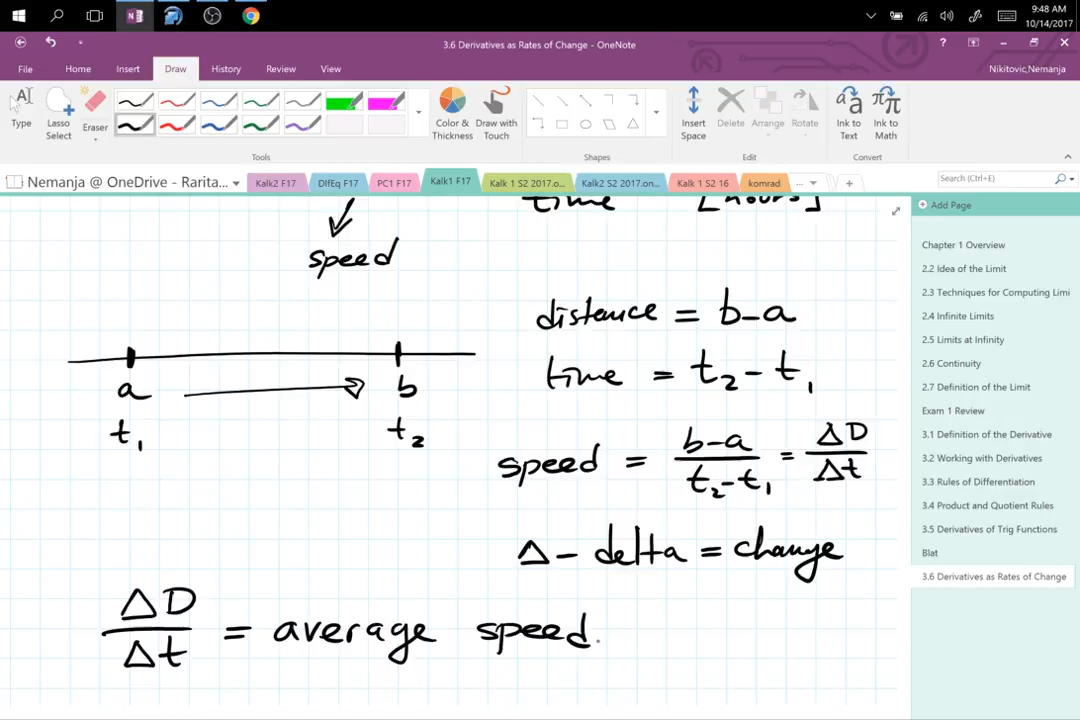 9:48 AM
10/14/2017
3.6 Derivatives as Rates of Change - OneNote
?
File Home Insert Draw History Review View
Nikitovic,Nemanja
Type
Lasso Select
Eraser
Color & Thickness
Draw with Touch
Insert Space
Delete
Arrange
Rotate
Ink to Text
Ink to Math
Tools Shapes Edit Convert
Nemanja @ OneDrive - Rarita...
Kalk2 F17 DIfEq F17 PC1 F17 Kalk1 F17 Kalk 1 S2 2017.on... Kalk2 S2 2017.on... Kalk 1 S2 16 komrad ... +
Search (Ctrl+E)
Add Page
Chapter 1 Overview
2.2 Idea of the Limit
2.3 Techniques for Computing Limi
2.4 Infinite Limits
2.5 Limits at Infinity
2.6 Continuity
2.7 Definition of the Limit
Exam 1 Review
3.1 Definition of the Derivative
3.2 Working with Derivatives
3.3 Rules of Differentiation
3.4 Product and Quotient Rules
3.5 Derivatives of Trig Functions
Blat
3.6 Derivatives as Rates of Change
time [hours]
speed
distance = b-a
a b
t₁ t₂
time = t₂ - t₁
speed = b-a / t₂-t₁ = ΔD / Δt
Δ - delta = change
ΔD / Δt = average speed